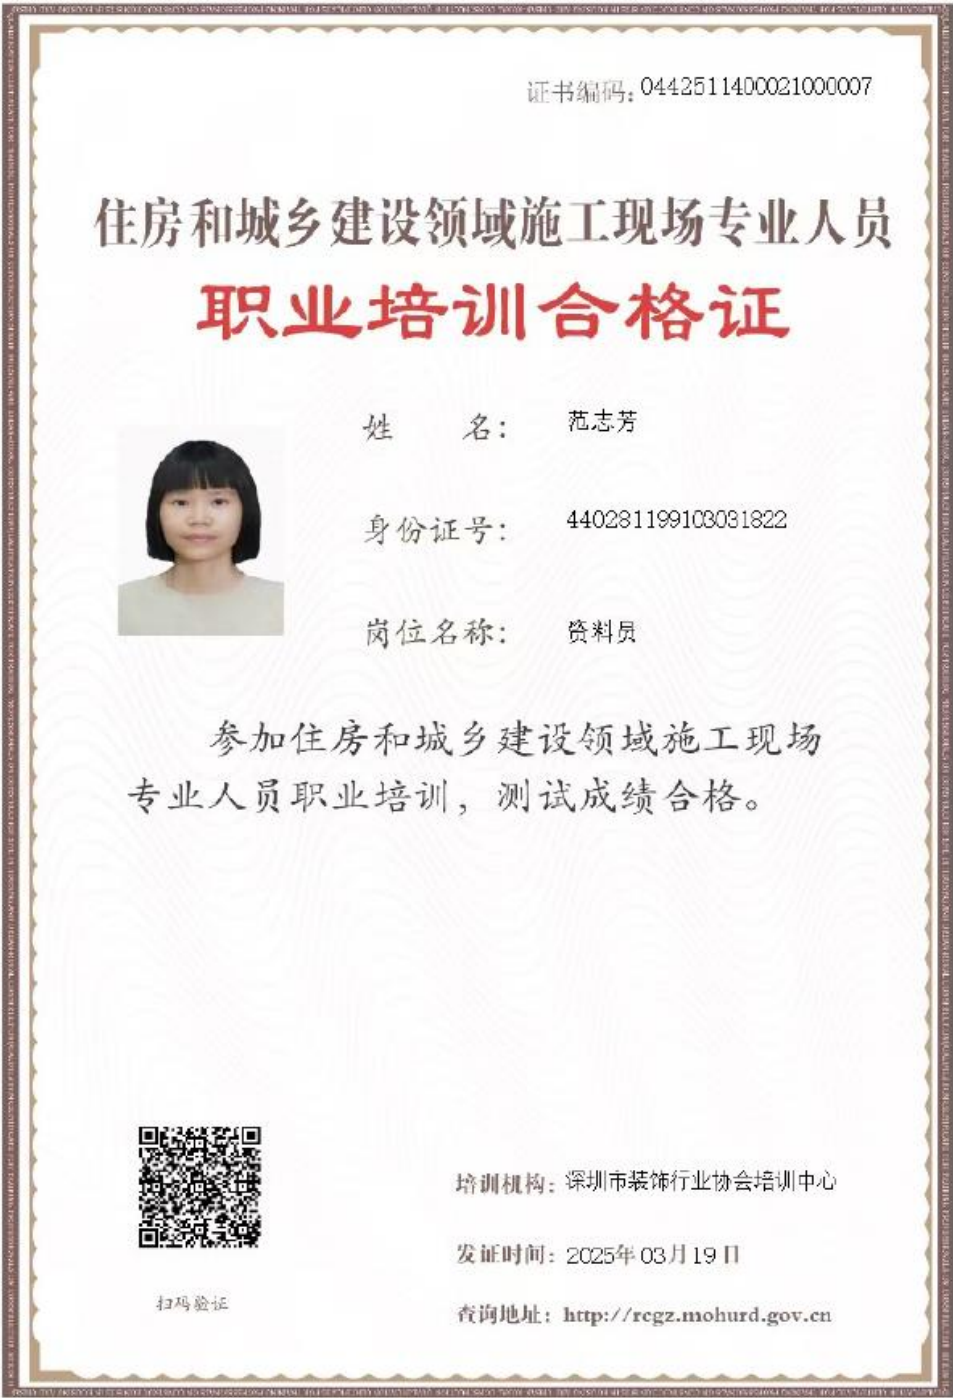 证书编码：0442511400021000007
住房和城乡建设领域施工现场专业人员
职业培训合格证
姓　　名： 范志芳
身份证号： 440281199103031822
岗位名称： 资料员
参加住房和城乡建设领域施工现场
专业人员职业培训，测试成绩合格。
培训机构：深圳市装饰行业协会培训中心
发证时间：2025年03月19日
扫码验证
查询地址：http://rcgz.mohurd.gov.cn